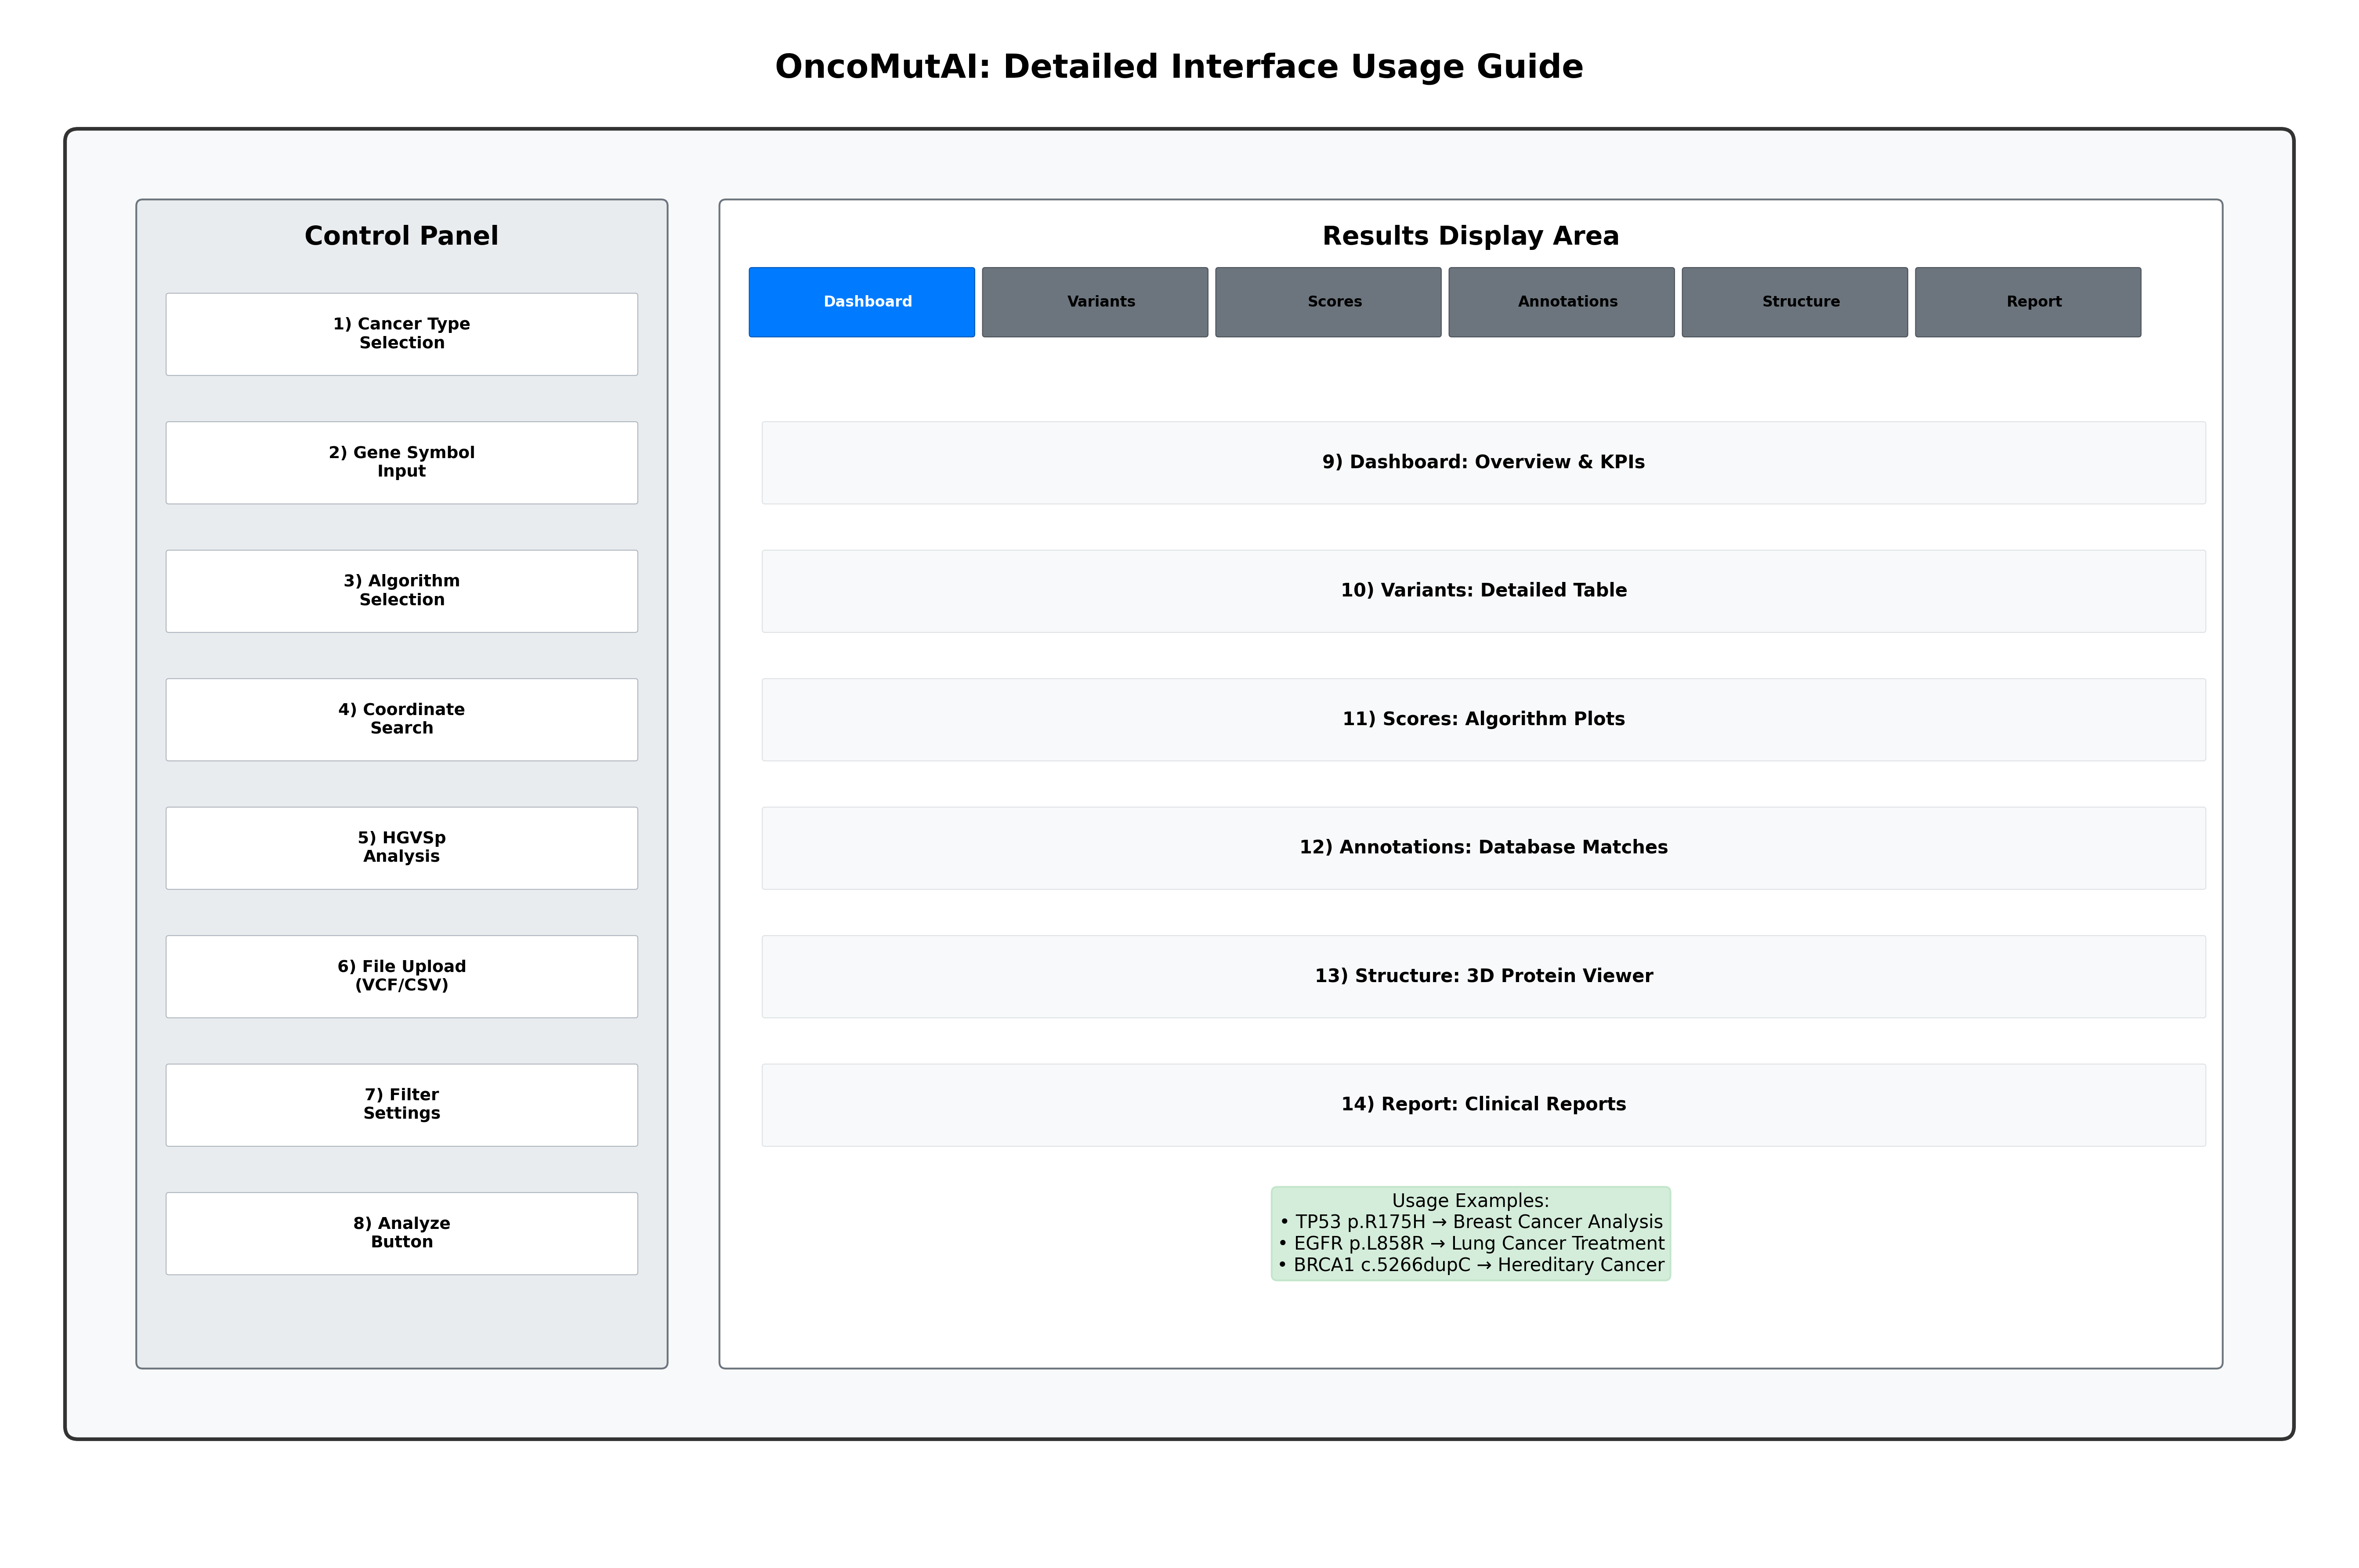 OncoMutAI: Detailed Interface Usage Guide
Control Panel
1) Cancer Type
Selection
2) Gene Symbol
Input
3) Algorithm
Selection
4) Coordinate
Search
5) HGVSp
Analysis
6) File Upload
(VCF/CSV)
7) Filter
Settings
8) Analyze
Button
Results Display Area
Dashboard Variants Scores Annotations Structure Report
9) Dashboard: Overview & KPIs
10) Variants: Detailed Table
11) Scores: Algorithm Plots
12) Annotations: Database Matches
13) Structure: 3D Protein Viewer
14) Report: Clinical Reports
Usage Examples:
• TP53 p.R175H → Breast Cancer Analysis
• EGFR p.L858R → Lung Cancer Treatment
• BRCA1 c.5266dupC → Hereditary Cancer